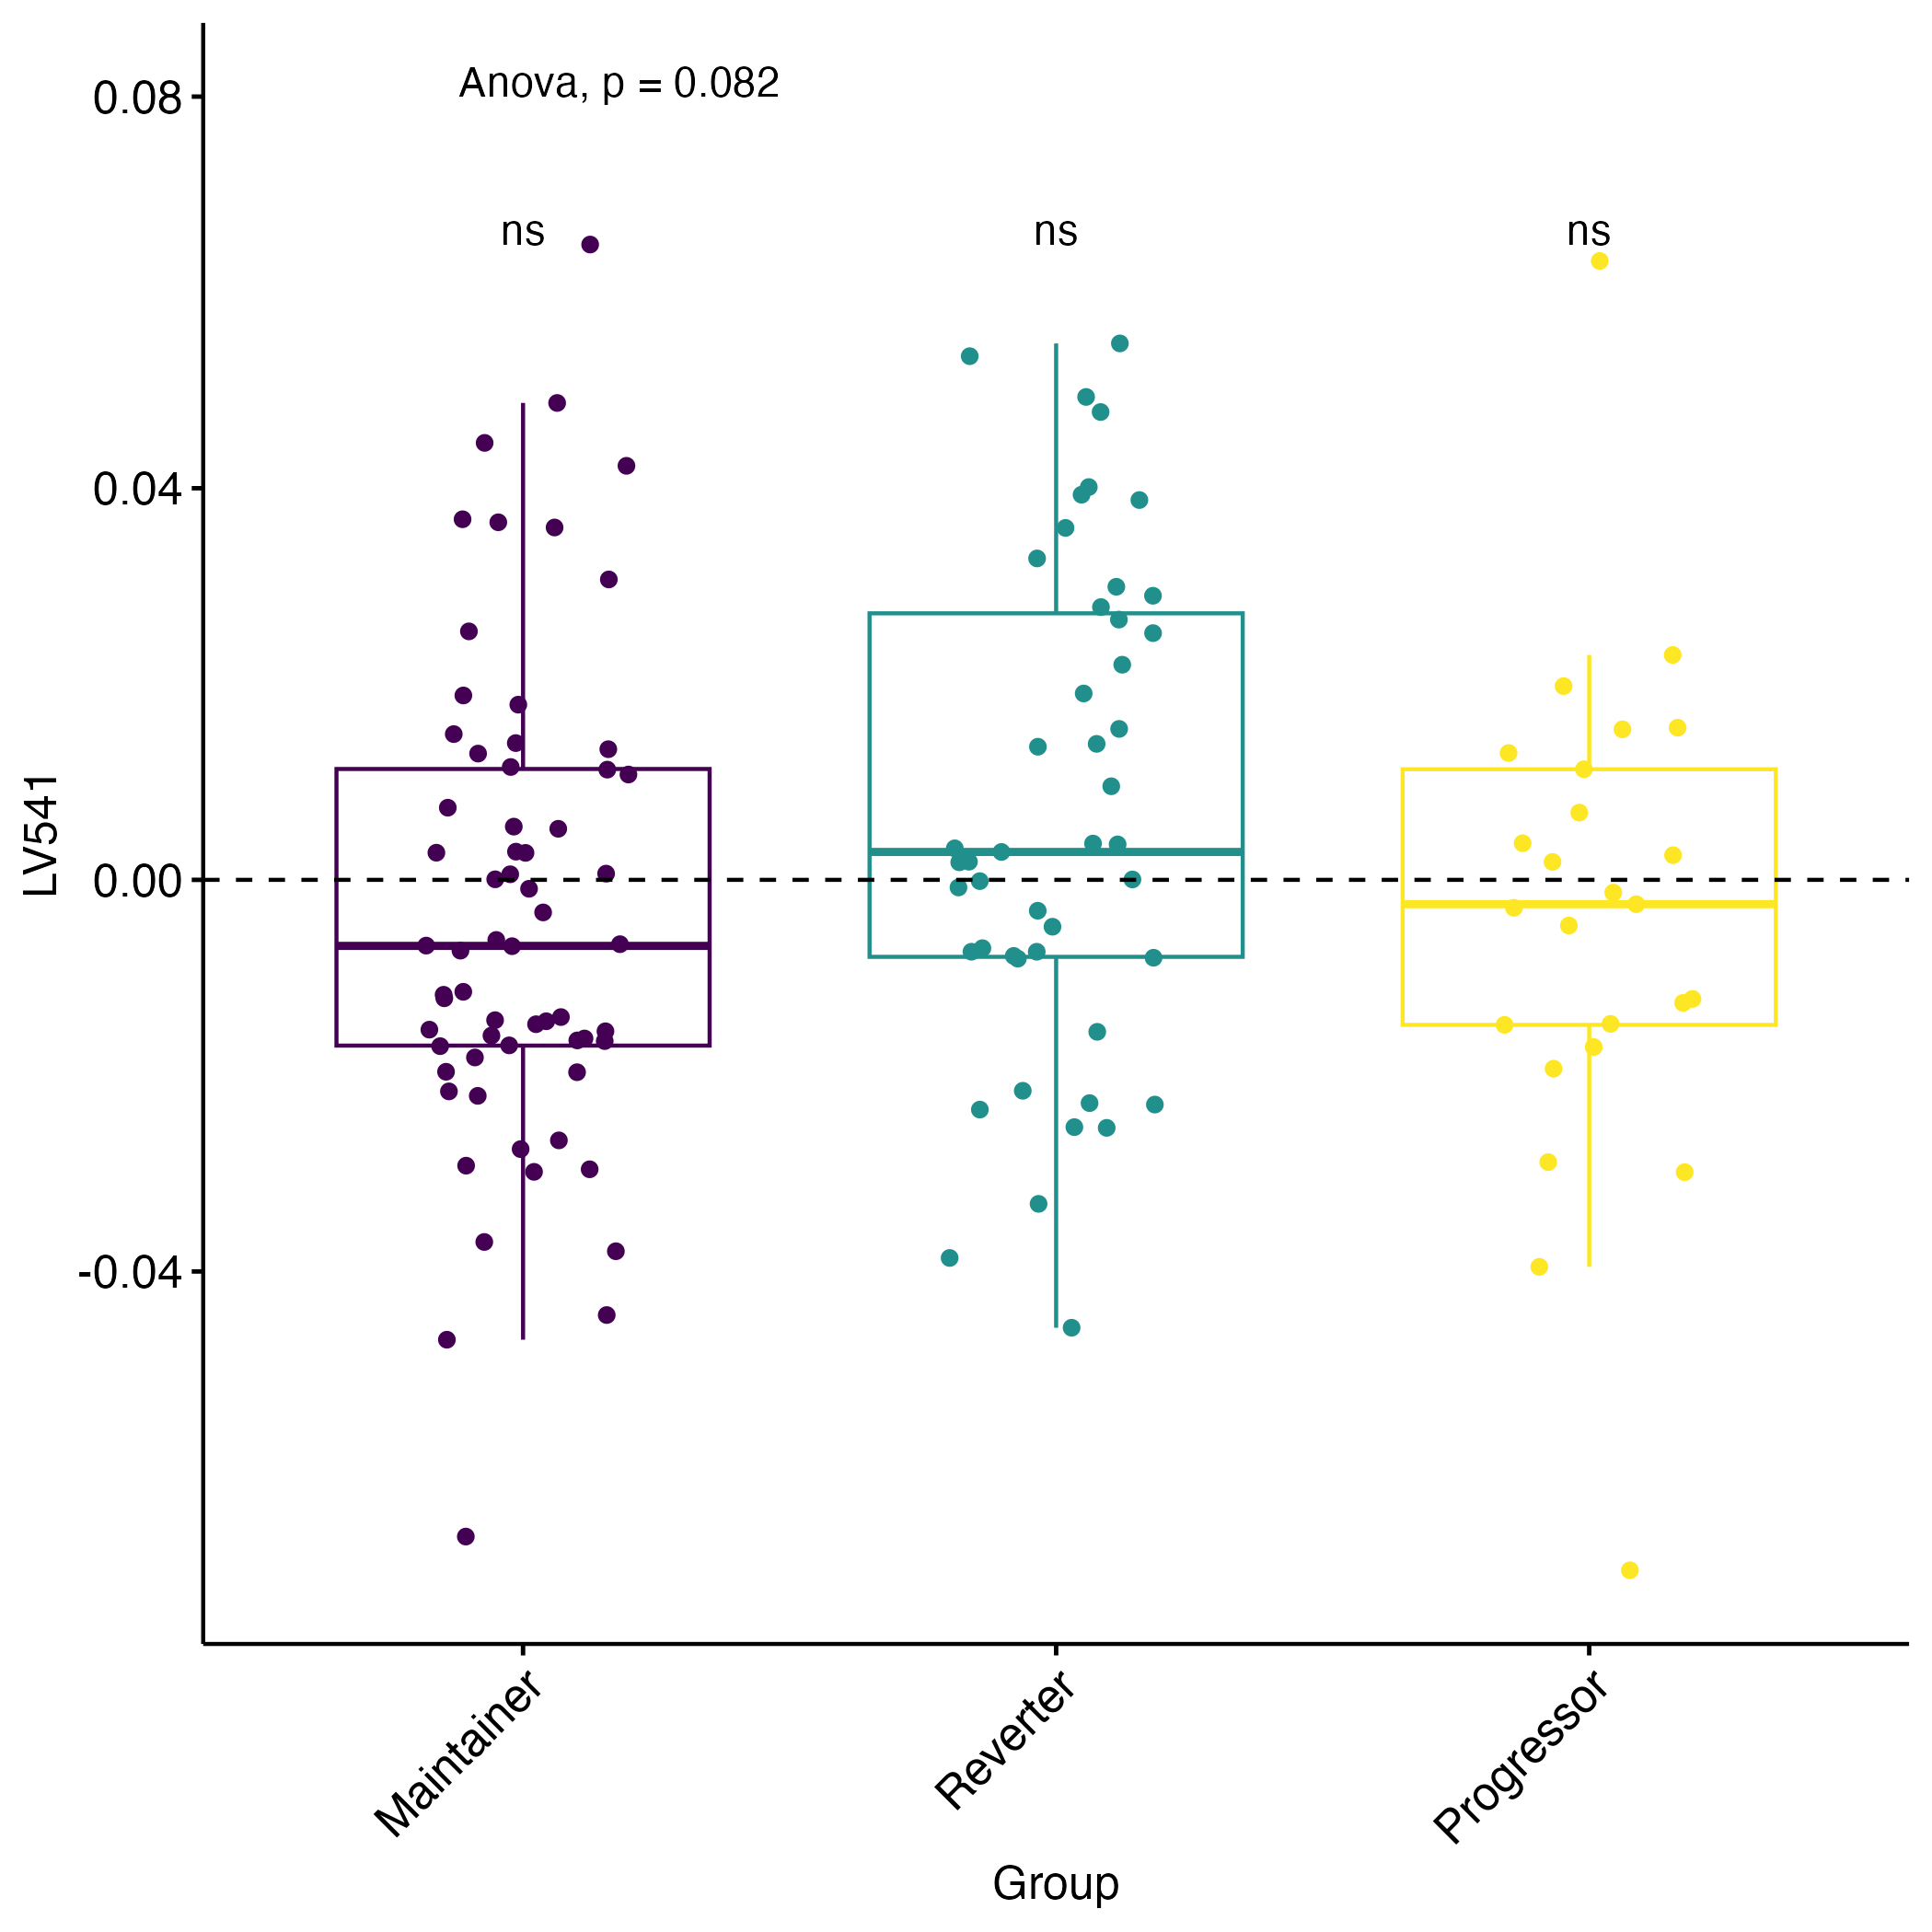 Anova, p = 0.082
ns ns ns
0.08
0.04
0.00
-0.04
LV541
Maintainer
Reverter
Progressor
Group